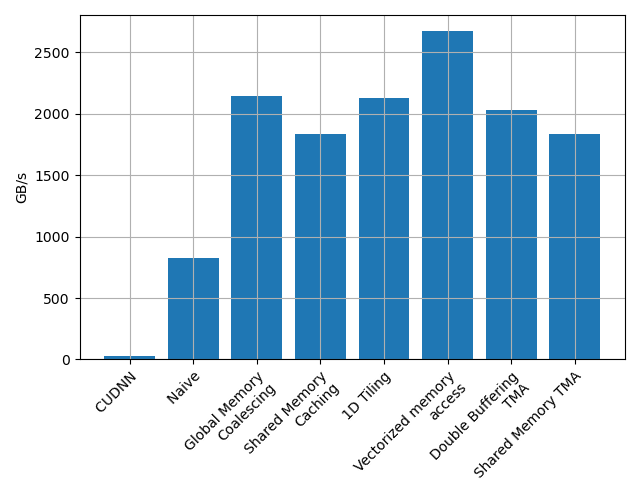 2500
2000
1500
1000
500
0
GB/s
CUDNN
Naive
Global Memory
Coalescing
Shared Memory
Caching
1D Tiling
Vectorized memory
access
Double Buffering
TMA
Shared Memory TMA